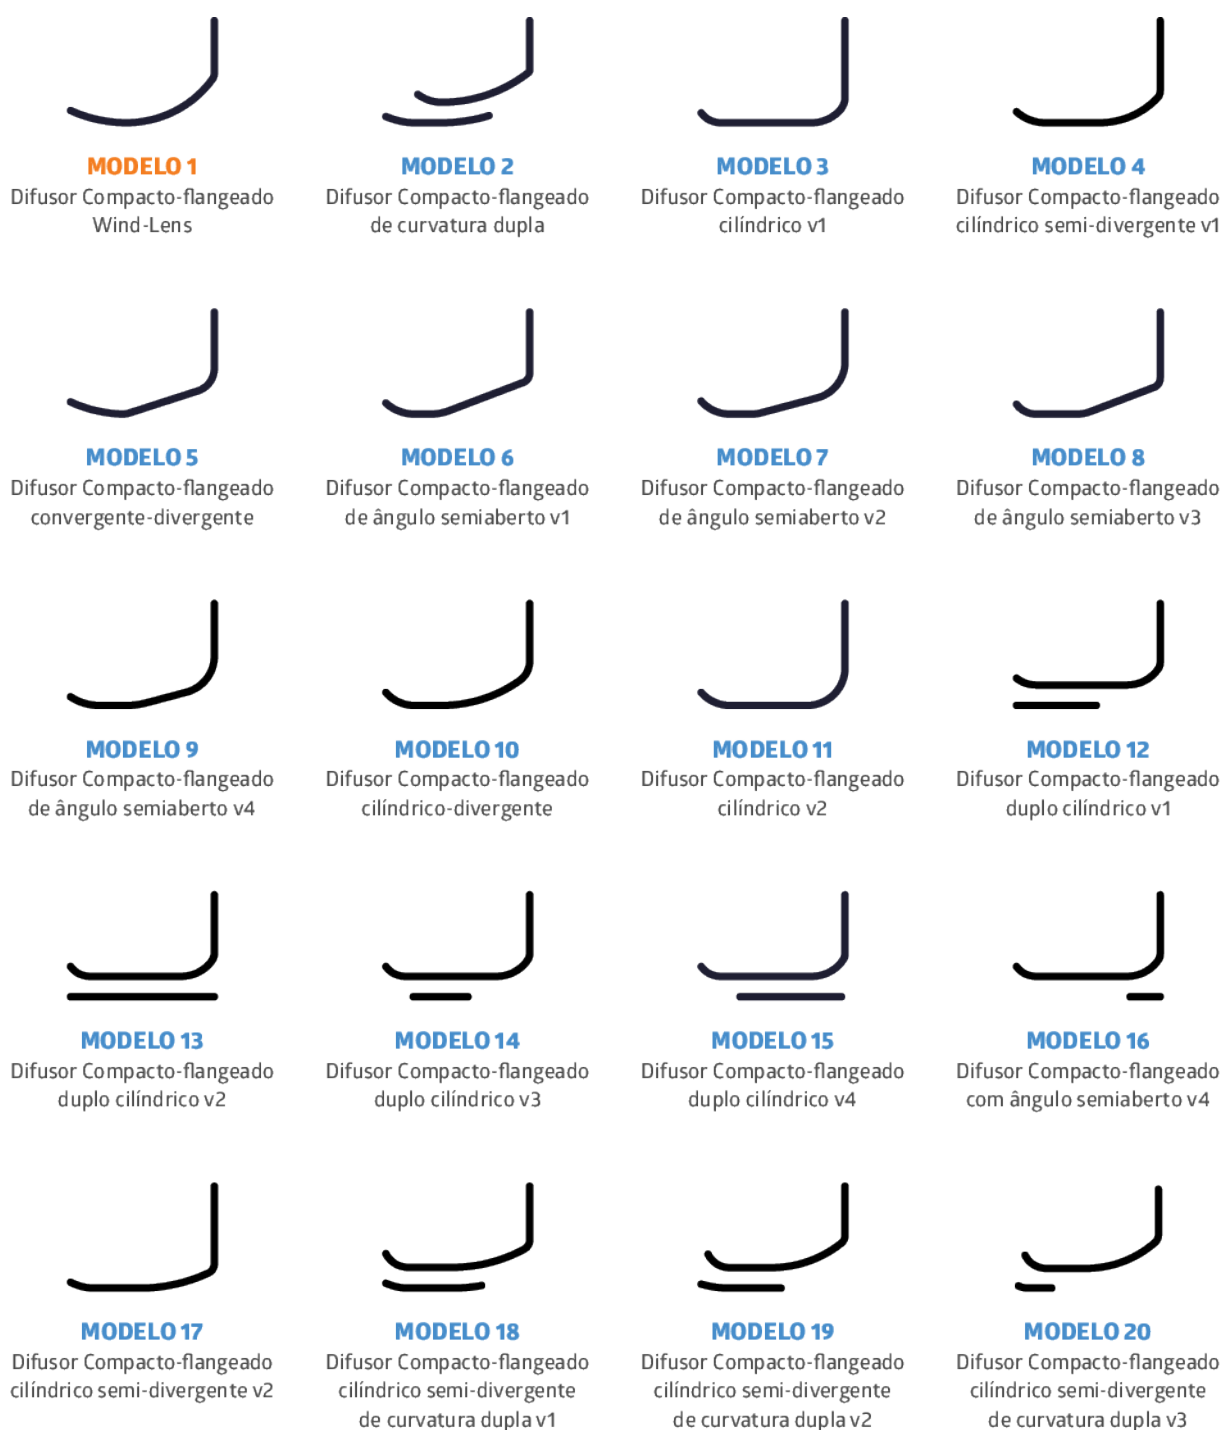 MODELO 1
Difusor Compacto-flangeado
Wind-Lens
MODELO 2
Difusor Compacto-flangeado
de curvatura dupla
MODELO 3
Difusor Compacto-flangeado
cilíndrico v1
MODELO 4
Difusor Compacto-flangeado
cilíndrico semi-divergente v1
MODELO 5
Difusor Compacto-flangeado
convergente-divergente
MODELO 6
Difusor Compacto-flangeado
de ângulo semiaberto v1
MODELO 7
Difusor Compacto-flangeado
de ângulo semiaberto v2
MODELO 8
Difusor Compacto-flangeado
de ângulo semiaberto v3
MODELO 9
Difusor Compacto-flangeado
de ângulo semiaberto v4
MODELO 10
Difusor Compacto-flangeado
cilíndrico-divergente
MODELO 11
Difusor Compacto-flangeado
cilíndrico v2
MODELO 12
Difusor Compacto-flangeado
duplo cilíndrico v1
MODELO 13
Difusor Compacto-flangeado
duplo cilíndrico v2
MODELO 14
Difusor Compacto-flangeado
duplo cilíndrico v3
MODELO 15
Difusor Compacto-flangeado
duplo cilíndrico v4
MODELO 16
Difusor Compacto-flangeado
com ângulo semiaberto v4
MODELO 17
Difusor Compacto-flangeado
cilíndrico semi-divergente v2
MODELO 18
Difusor Compacto-flangeado
cilíndrico semi-divergente
de curvatura dupla v1
MODELO 19
Difusor Compacto-flangeado
cilíndrico semi-divergente
de curvatura dupla v2
MODELO 20
Difusor Compacto-flangeado
cilíndrico semi-divergente
de curvatura dupla v3